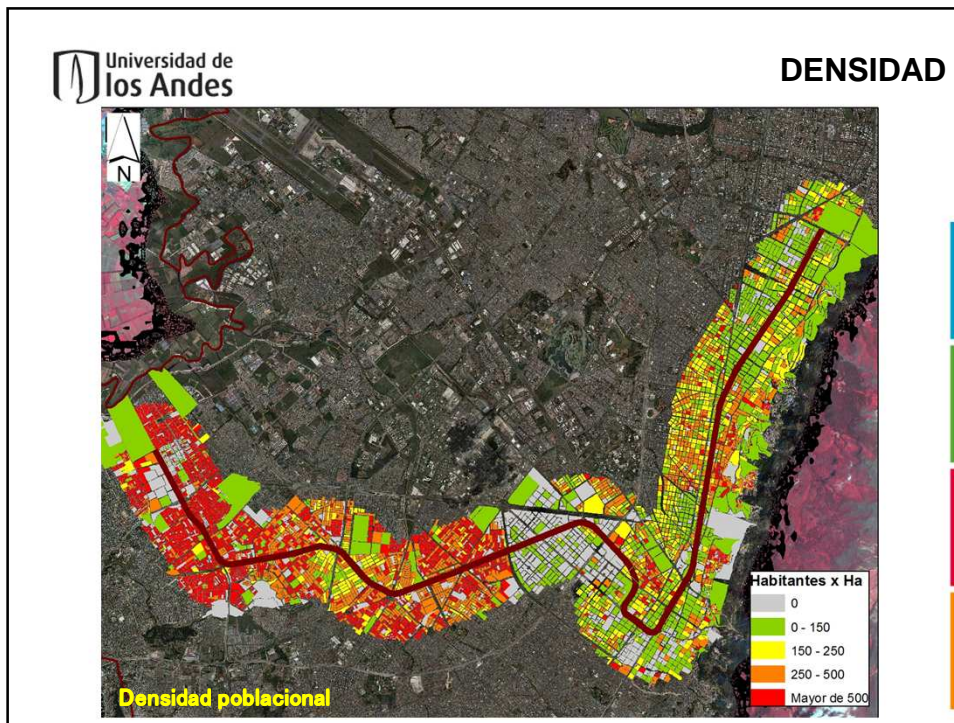 Universidad de
los Andes
DENSIDAD
N
Habitantes x Ha
0
0 - 150
150 - 250
250 - 500
Mayor de 500
Densidad poblacional